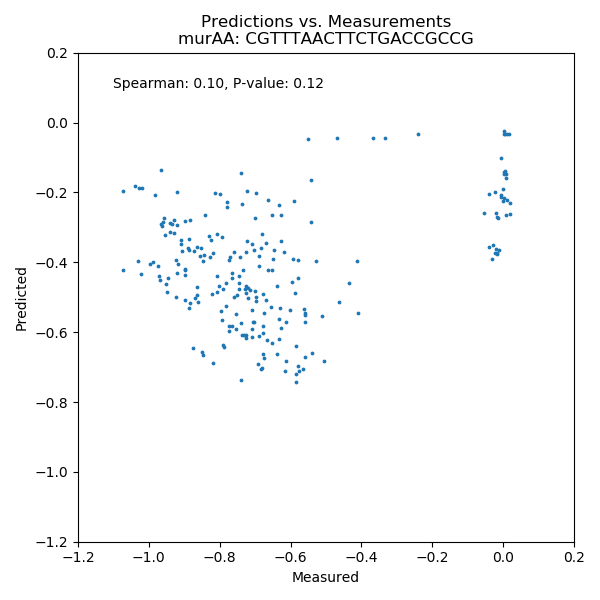 Predictions vs. Measurements
murAA: CGTTTAACTTCTGACCGCCG
Spearman: 0.10, P-value: 0.12
0.2
0.0
−0.2
−0.4
−0.6
−0.8
−1.0
−1.2
Predicted
−1.2 −1.0 −0.8 −0.6 −0.4 −0.2 0.0 0.2
Measured